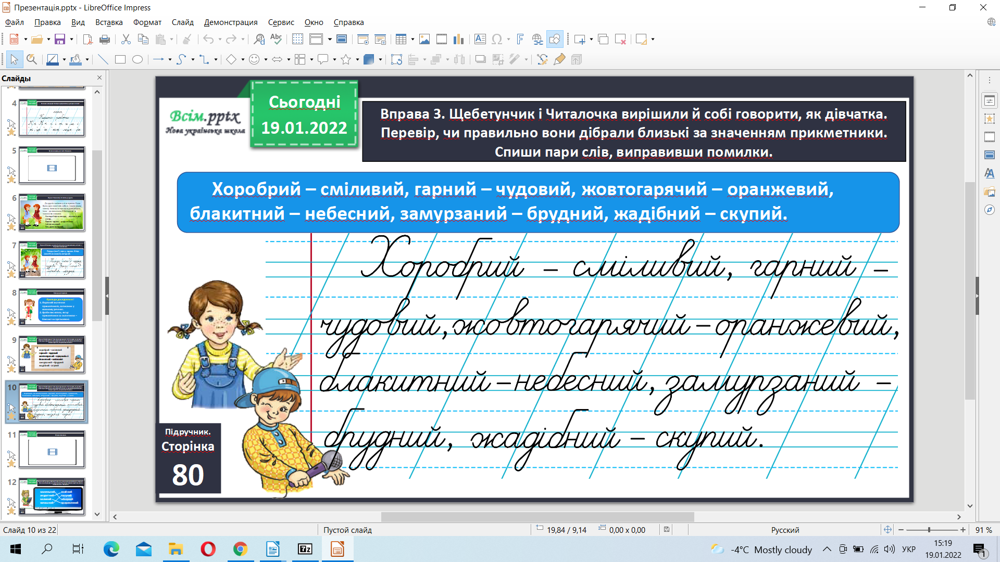 Презентація.pptx - LibreOffice Impress
Файл Правка Вид Вставка Формат Слайд Демонстрация Сервис Окно Справка
Слайды
4
5
6
7
8
9
10
11
12
Всім.pptx
Нова українська школа
Сьогодні
19.01.2022
Вправа 3. Щебетунчик і Читалочка вирішили й собі говорити, як дівчатка.
Перевір, чи правильно вони дібрали близькі за значенням прикметники.
Спиши пари слів, виправивши помилки.
Хоробрий – сміливий, гарний – чудовий, жовтогарячий – оранжевий,
блакитний – небесний, замурзаний – брудний, жадібний – скупий.
Хоробрий – сміливий, гарний –
чудовий, жовтогарячий – оранжевий,
блакитний – небесний, замурзаний –
брудний, жадібний – скупий.
Підручник.
Сторінка
80
Слайд 10 из 22
Пустой слайд
19,84 / 9,14
0,00 x 0,00
Русский
91 %
-4°C Mostly cloudy
УКР
15:19
19.01.2022
1